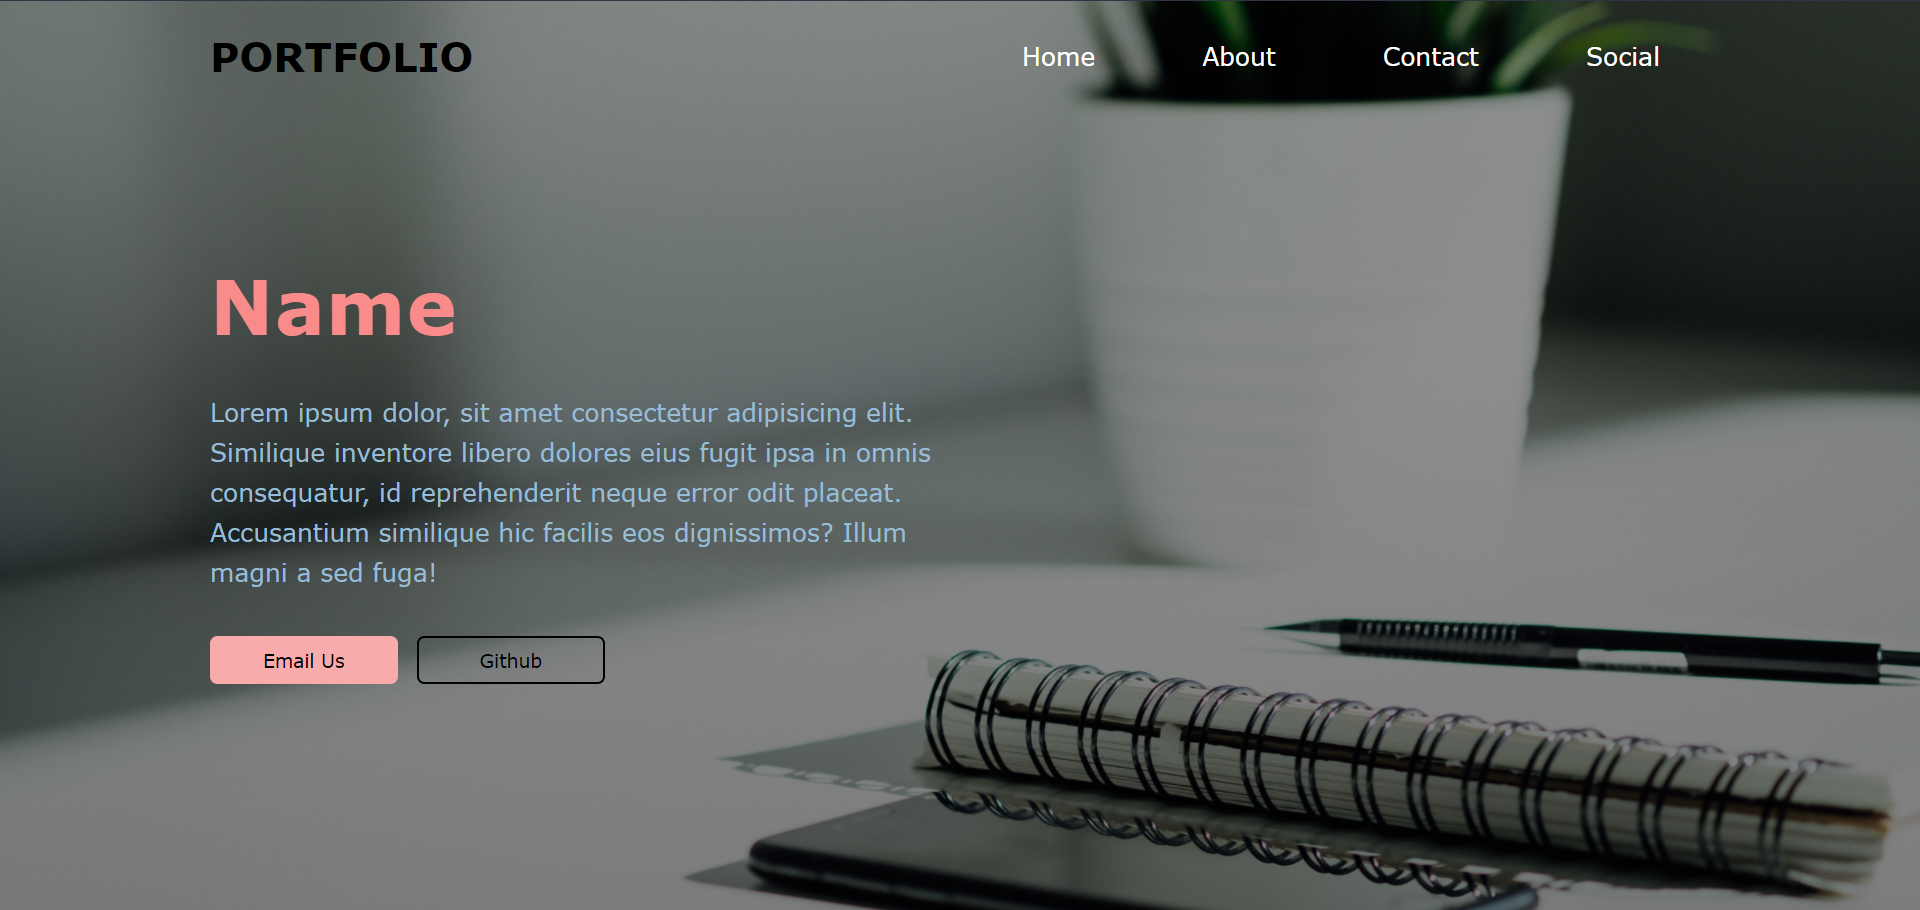 PORTFOLIO
Home About Contact Social
Name
Lorem ipsum dolor, sit amet consectetur adipisicing elit.
Similique inventore libero dolores eius fugit ipsa in omnis
consequatur, id reprehenderit neque error odit placeat.
Accusantium similique hic facilis eos dignissimos? Illum
magni a sed fuga!
Email Us Github